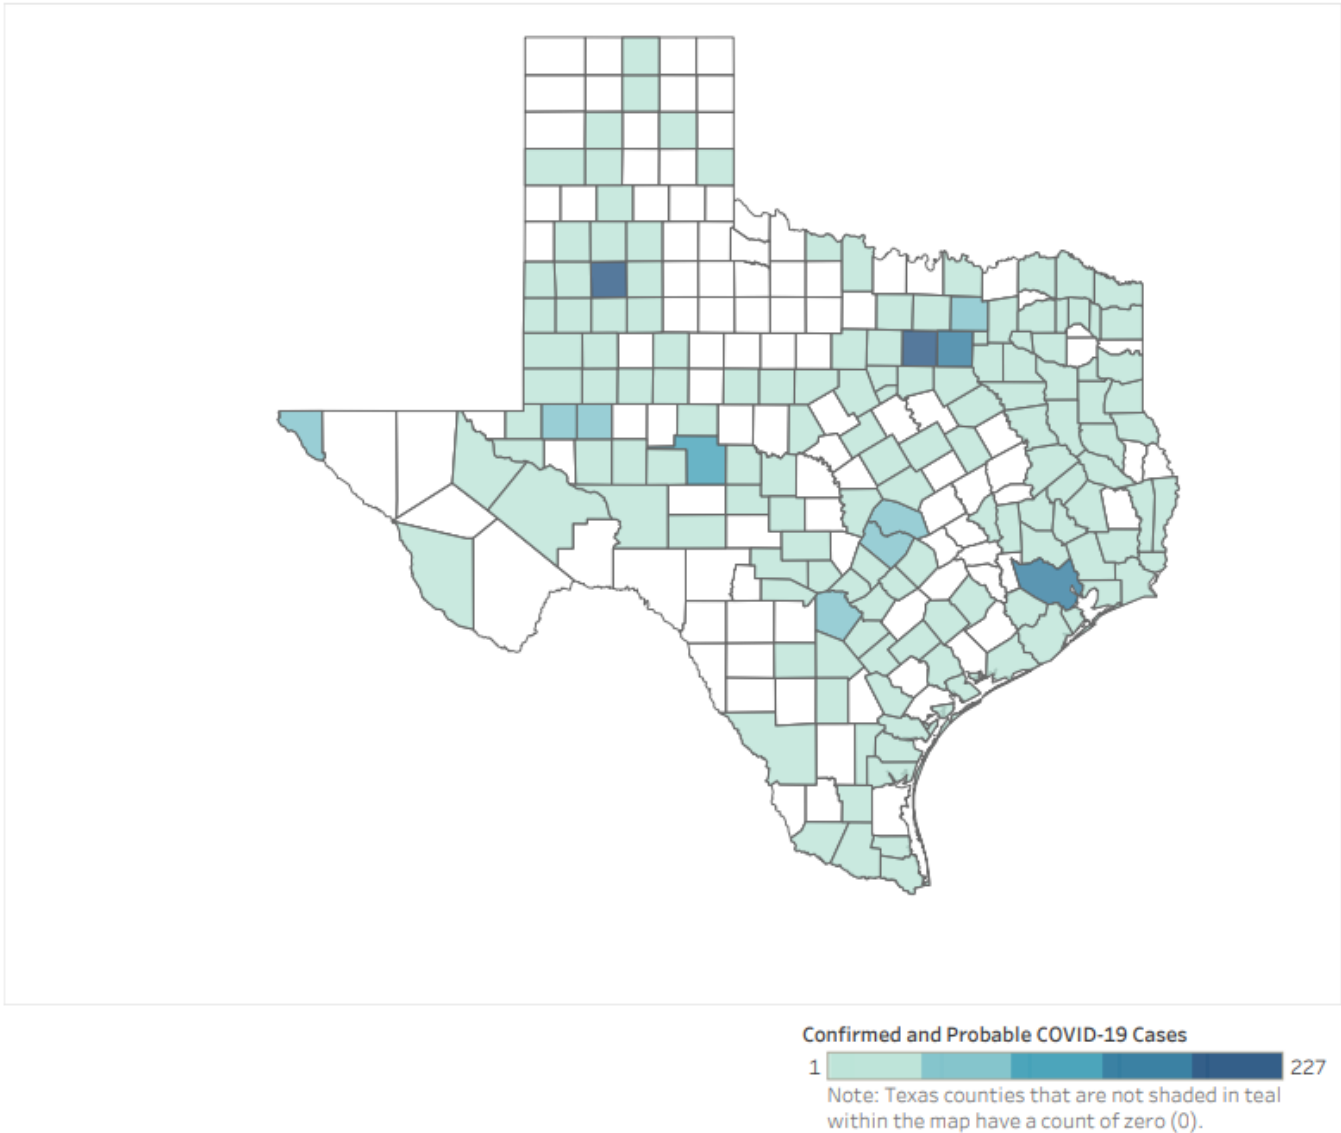 Confirmed and Probable COVID-19 Cases
1 227
Note: Texas counties that are not shaded in teal
within the map have a count of zero (0).